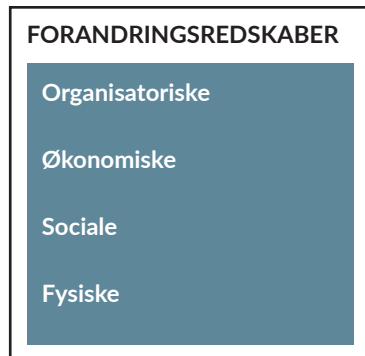 FORANDRINGSREDSKABER
Organisatoriske
Økonomiske
Sociale
Fysiske